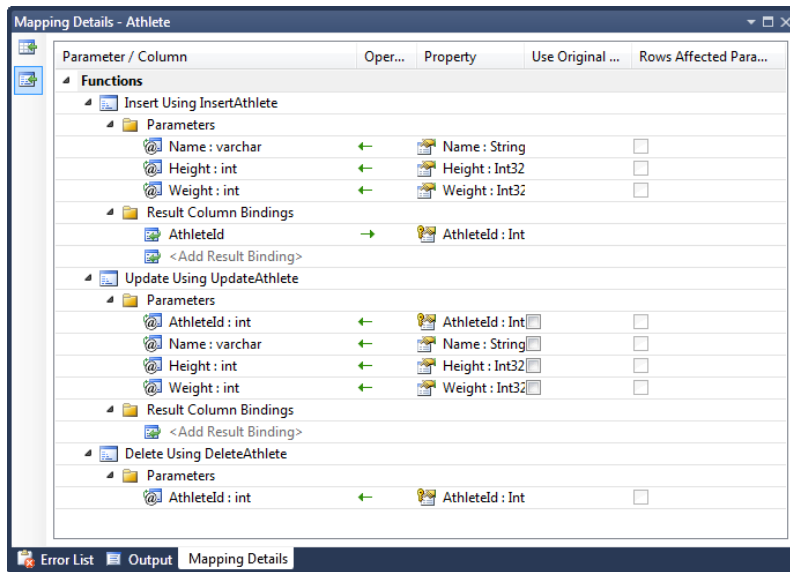 Mapping Details - Athlete
Parameter / Column Oper... Property Use Original ... Rows Affected Para...
Functions
Insert Using InsertAthlete
Parameters
Name : varchar Name : String
Height : int Height : Int32
Weight : int Weight : Int32
Result Column Bindings
AthleteId AthleteId : Int
<Add Result Binding>
Update Using UpdateAthlete
Parameters
AthleteId : int AthleteId : Int
Name : varchar Name : String
Height : int Height : Int32
Weight : int Weight : Int32
Result Column Bindings
<Add Result Binding>
Delete Using DeleteAthlete
Parameters
AthleteId : int AthleteId : Int
Error List Output Mapping Details